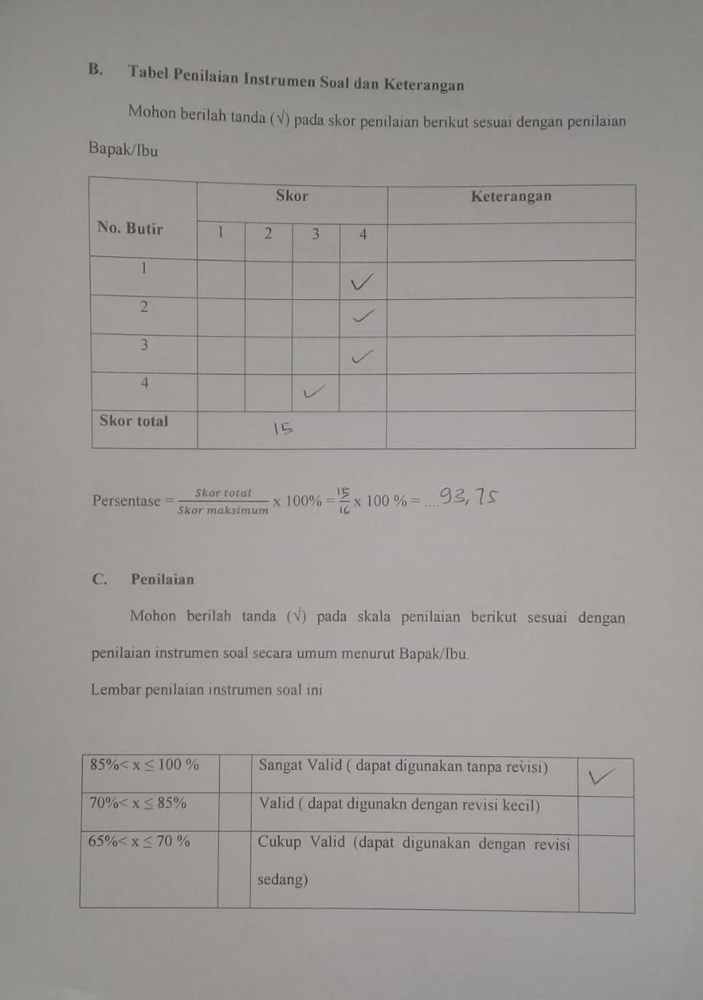 B. Tabel Penilaian Instrumen Soal dan Keterangan
Mohon berilah tanda (√) pada skor penilaian berikut sesuai dengan penilaian
Bapak/Ibu
No. Butir Skor Keterangan
1 2 3 4
1 ✓
2 ✓
3 ✓
4 ✓
Skor total 15
Persentase = Skor total / Skor maksimum x 100% = 15/16 x 100 % = .... 93,75
C. Penilaian
Mohon berilah tanda (√) pada skala penilaian berikut sesuai dengan
penilaian instrumen soal secara umum menurut Bapak/Ibu.
Lembar penilaian instrumen soal ini
85%< x ≤ 100 % Sangat Valid ( dapat digunakan tanpa revisi) ✓
70%< x ≤ 85% Valid ( dapat digunakn dengan revisi kecil)
65%< x ≤ 70 % Cukup Valid (dapat digunakan dengan revisi
sedang)